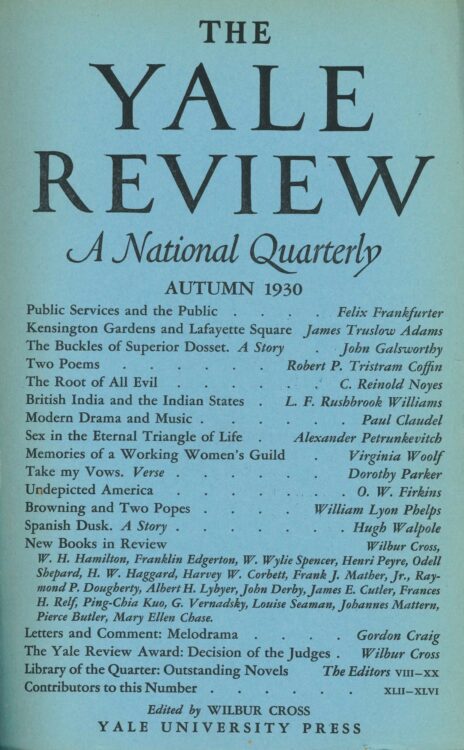 THE
YALE
REVIEW
A National Quarterly
AUTUMN 1930
Public Services and the Public . . . . Felix Frankfurter
Kensington Gardens and Lafayette Square James Truslow Adams
The Buckles of Superior Dosset. A Story . John Galsworthy
Two Poems . . . . . . Robert P. Tristram Coffin
The Root of All Evil . . . . . C. Reinold Noyes
British India and the Indian States . L. F. Rushbrook Williams
Modern Drama and Music . . . . . . Paul Claudel
Sex in the Eternal Triangle of Life . Alexander Petrunkevitch
Memories of a Working Women's Guild . Virginia Woolf
Take my Vows. Verse . . . . . . Dorothy Parker
Undepicted America . . . . . . O. W. Firkins
Browning and Two Popes . . . . William Lyon Phelps
Spanish Dusk. A Story . . . . . . Hugh Walpole
New Books in Review Wilbur Cross,
W. H. Hamilton, Franklin Edgerton, W. Wylie Spencer, Henri Peyre, Odell
Shepard, H. W. Haggard, Harvey W. Corbett, Frank J. Mather, Jr., Ray-
mond P. Dougherty, Albert H. Lybyer, John Derby, James E. Cutler, Frances
H. Relf, Ping-Chia Kuo, G. Vernadsky, Louise Seaman, Johannes Mattern,
Pierce Butler, Mary Ellen Chase.
Letters and Comment: Melodrama . . . . Gordon Craig
The Yale Review Award: Decision of the Judges . Wilbur Cross
Library of the Quarter: Outstanding Novels The Editors VIII–XX
Contributors to this Number . . . . . . XLII–XLVI
Edited by WILBUR CROSS
YALE UNIVERSITY PRESS